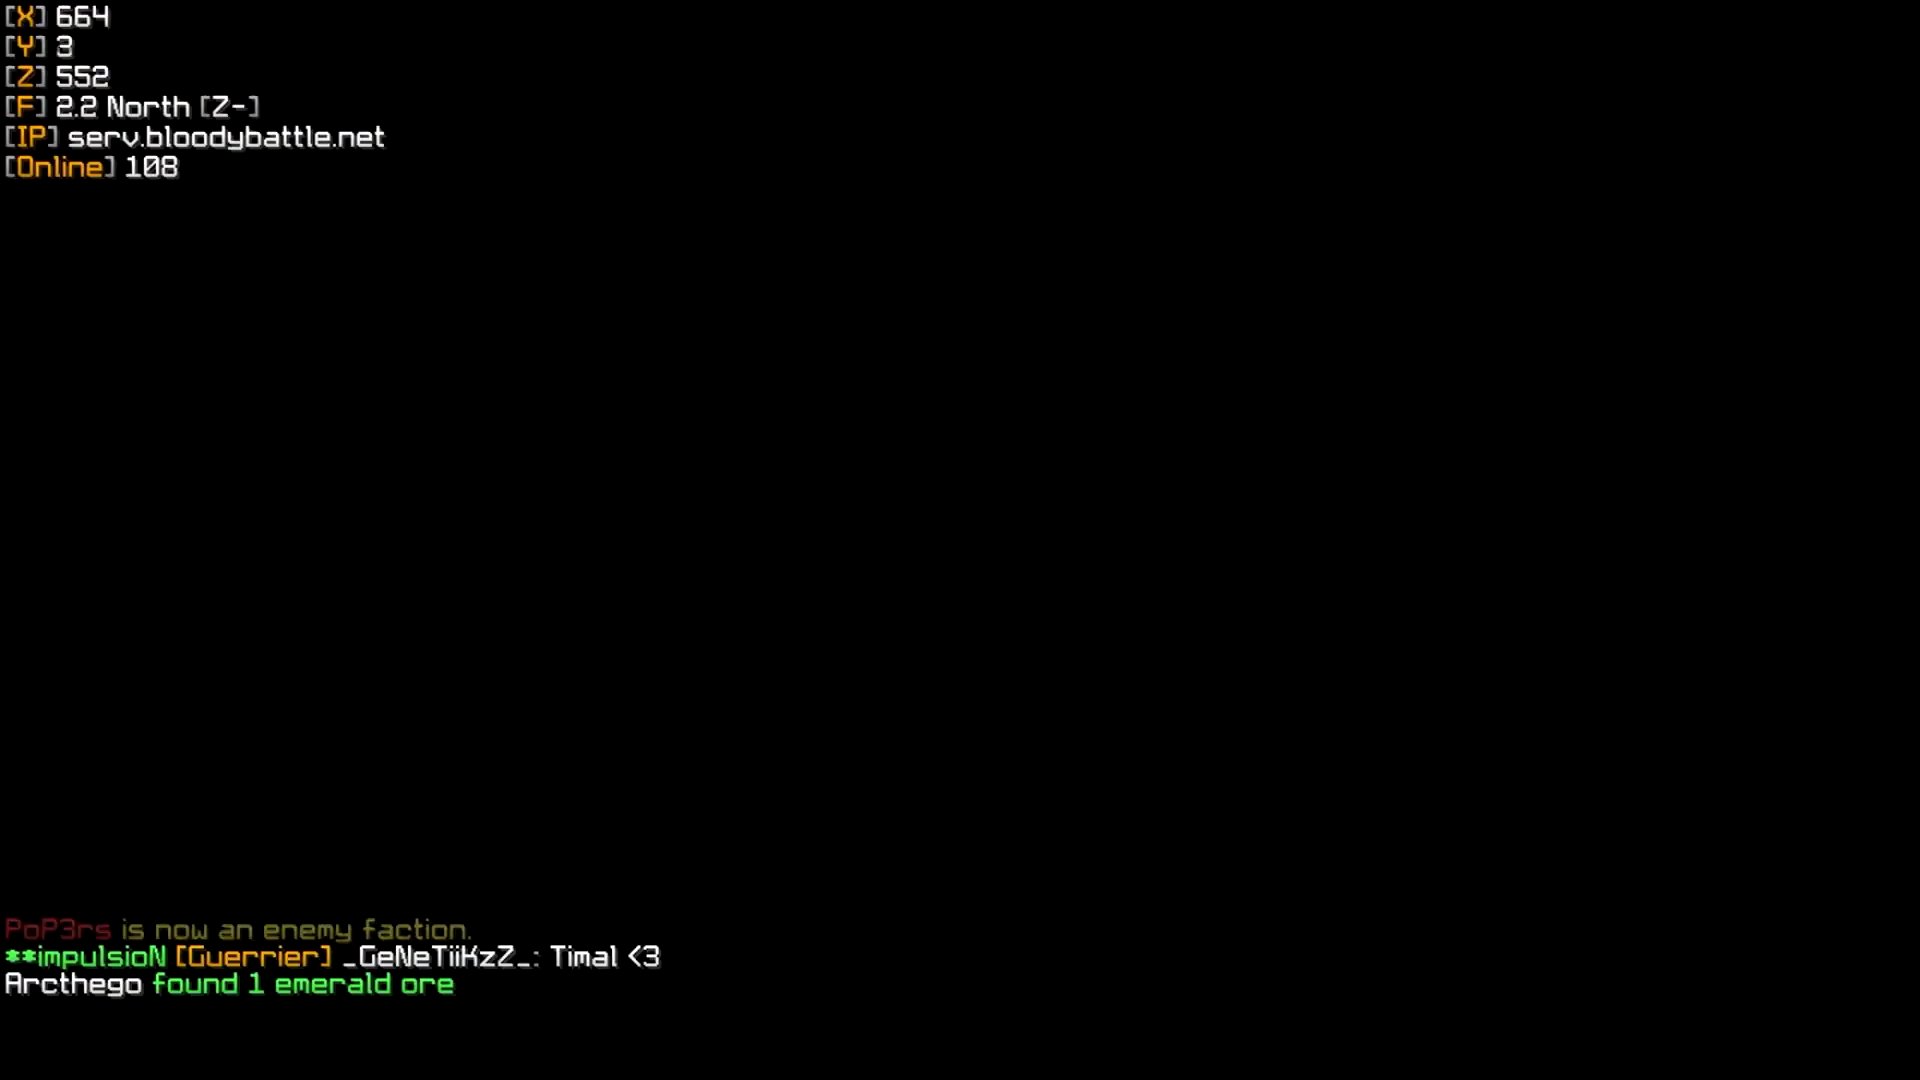 [X] 664
[Y] 3
[Z] 552
[F] 2.2 North [Z-]
[IP] serv.bloodybattle.net
[Online] 108
PoP3rs is now an enemy faction.
**impulsioN [Guerrier] _GeNeTiiKzZ_: Timal <3
Arcthego found 1 emerald ore